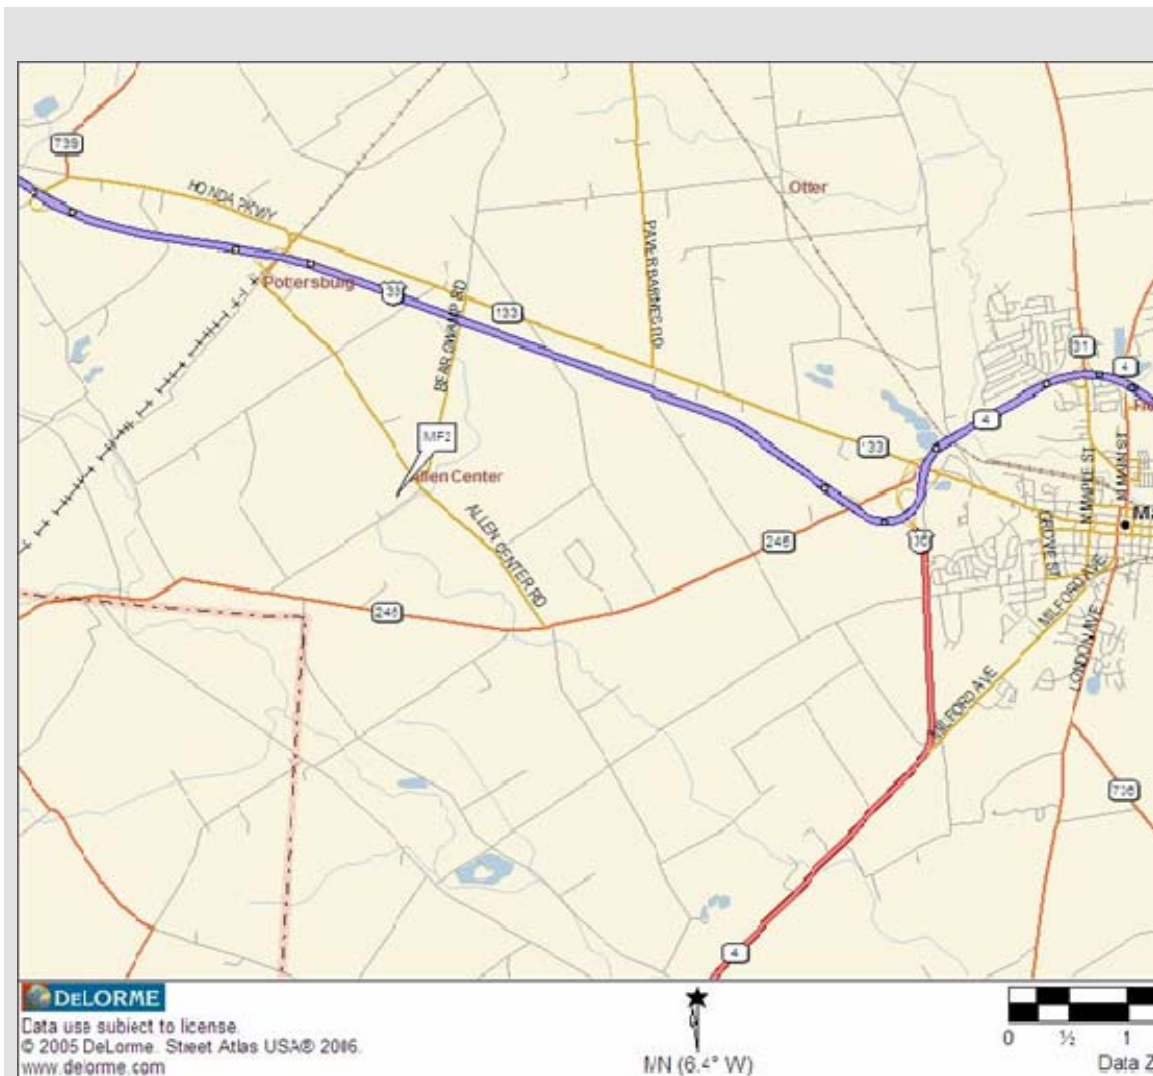 739
HONDA PKWY
Otter
Pottersburg
33
133
BEAR SWAMP RD
PAVER BARNES RD
31
4
4
MF2
133
Allen Center
N MAPLE ST
N MAIN ST
ALLEN CENTER RD
245
36
GROVE ST
Ma
245
MILFORD AVE
LONDON AVE
MILFORD AVE
736
4
DELORME
Data use subject to license.
© 2005 DeLorme. Street Atlas USA® 2006.
www.delorme.com
MN (6.4° W)
0 ½ 1
Data Z